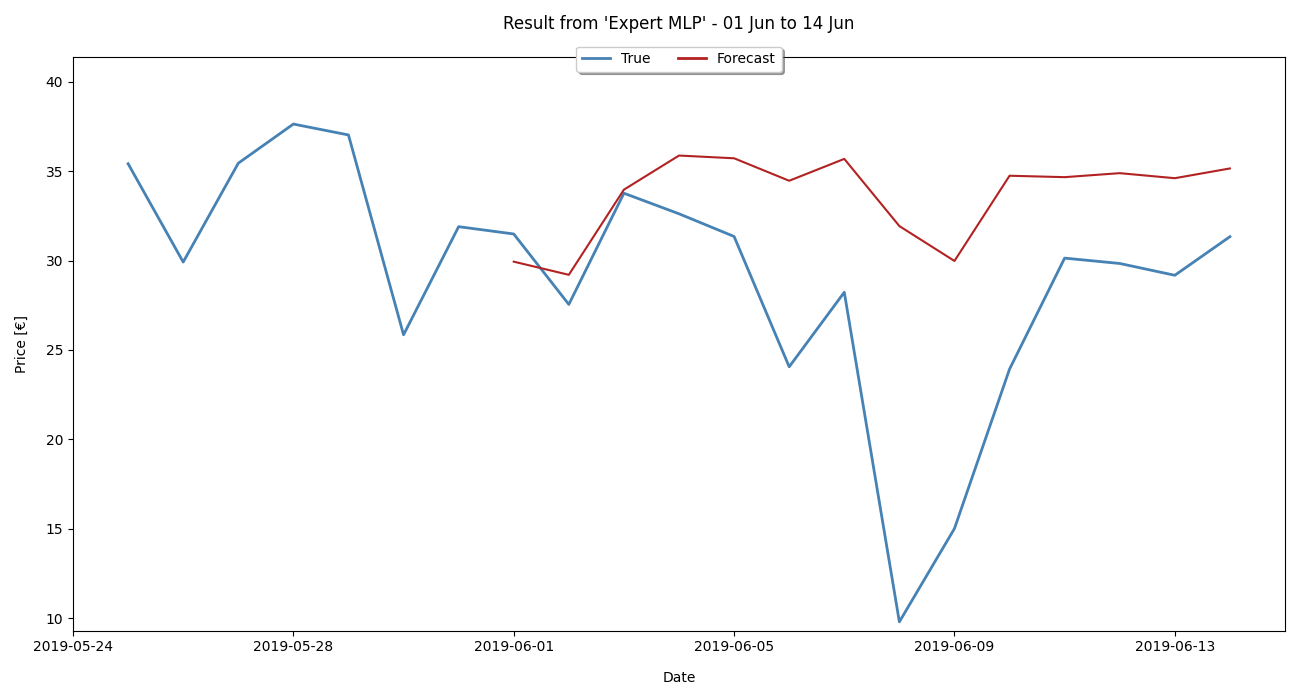 Result from 'Expert MLP' - 01 Jun to 14 Jun
True Forecast
40
35
30
25
20
15
10
Price [€]
2019-05-24 2019-05-28 2019-06-01 2019-06-05 2019-06-09 2019-06-13
Date